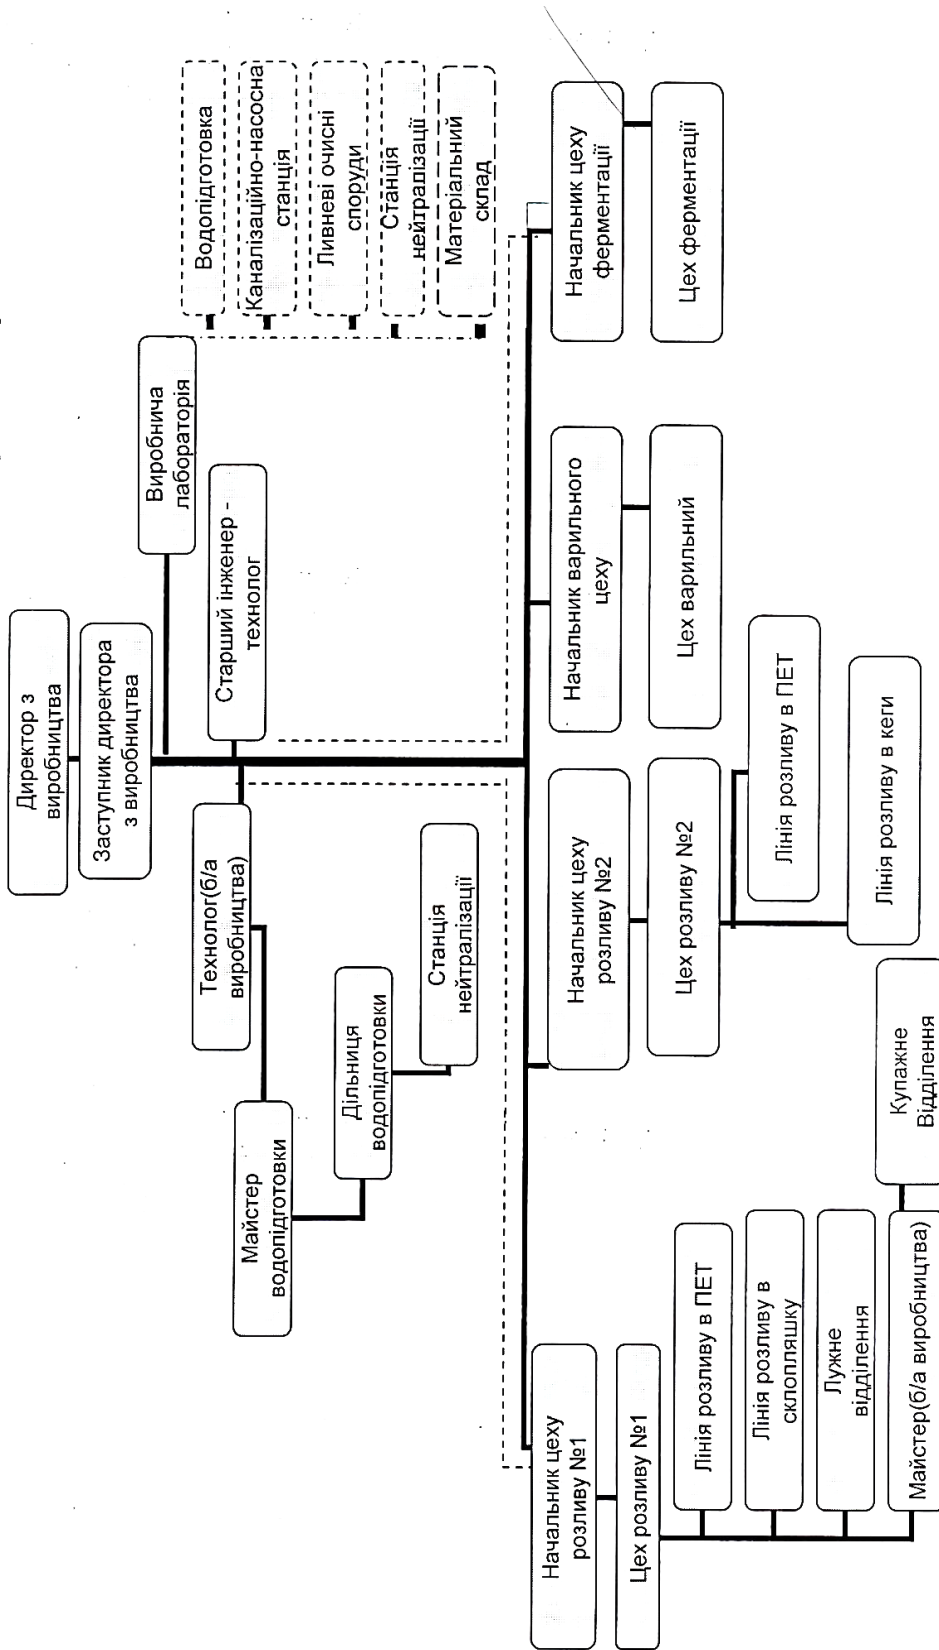 Директор з
виробництва
Заступник директора
з виробництва
Виробнича
лабораторія
Старший інженер -
технолог
Водопідготовка
Каналізаційно-насосна
станція
Ливневі очисні
споруди
Станція
нейтралізації
Матеріальний
склад
Технолог(б/а
виробництва)
Майстер
водопідготовки
Дільниця
водопідготовки
Станція
нейтралізації
Начальник цеху
розливу №1
Цех розливу №1
Лінія розливу в ПЕТ
Лінія розливу в
склопляшку
Лужне
відділення
Майстер(б/а виробництва)
Купажне
Відділення
Начальник цеху
розливу №2
Цех розливу №2
Лінія розливу в ПЕТ
Лінія розливу в кеги
Начальник варильного
цеху
Цех варильний
Начальник цеху
ферментації
Цех ферментації